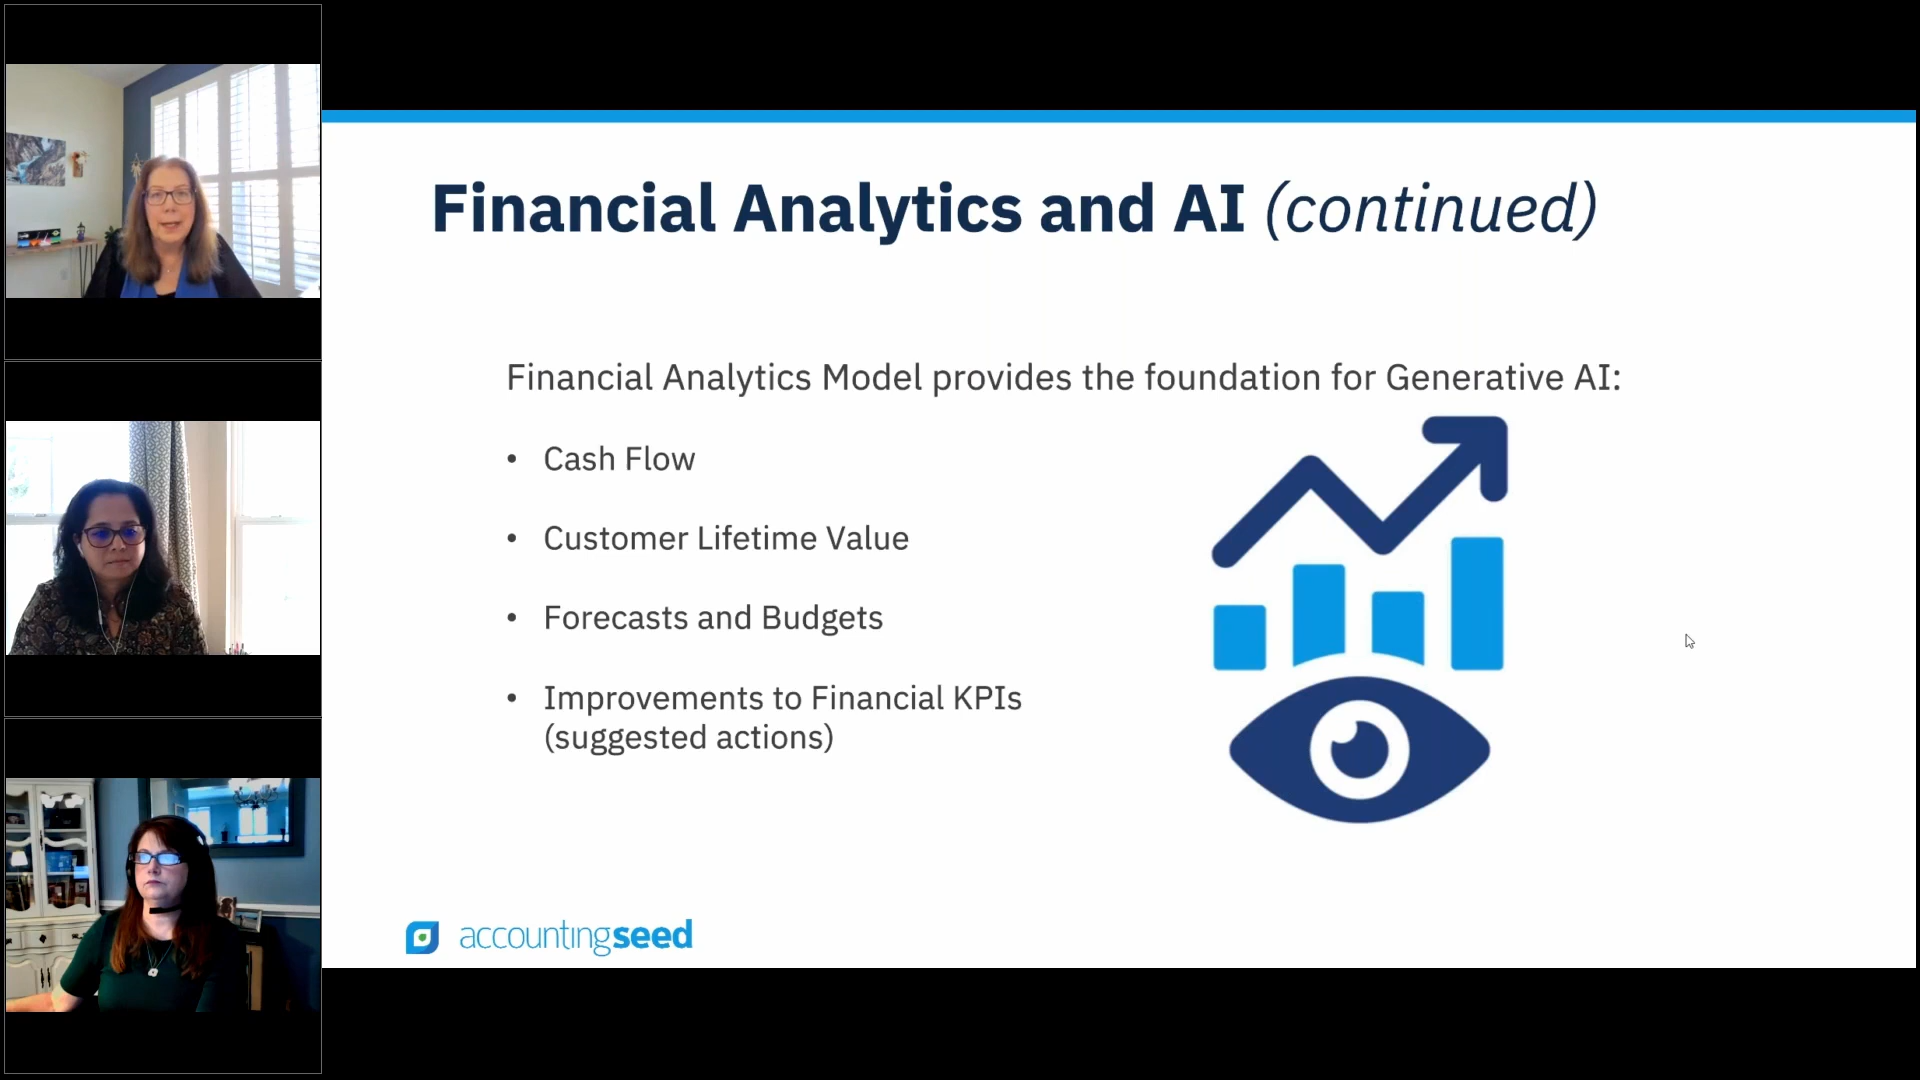 Financial Analytics and AI (continued)
Financial Analytics Model provides the foundation for Generative AI:
• Cash Flow
• Customer Lifetime Value
• Forecasts and Budgets
• Improvements to Financial KPIs
(suggested actions)
accountingseed